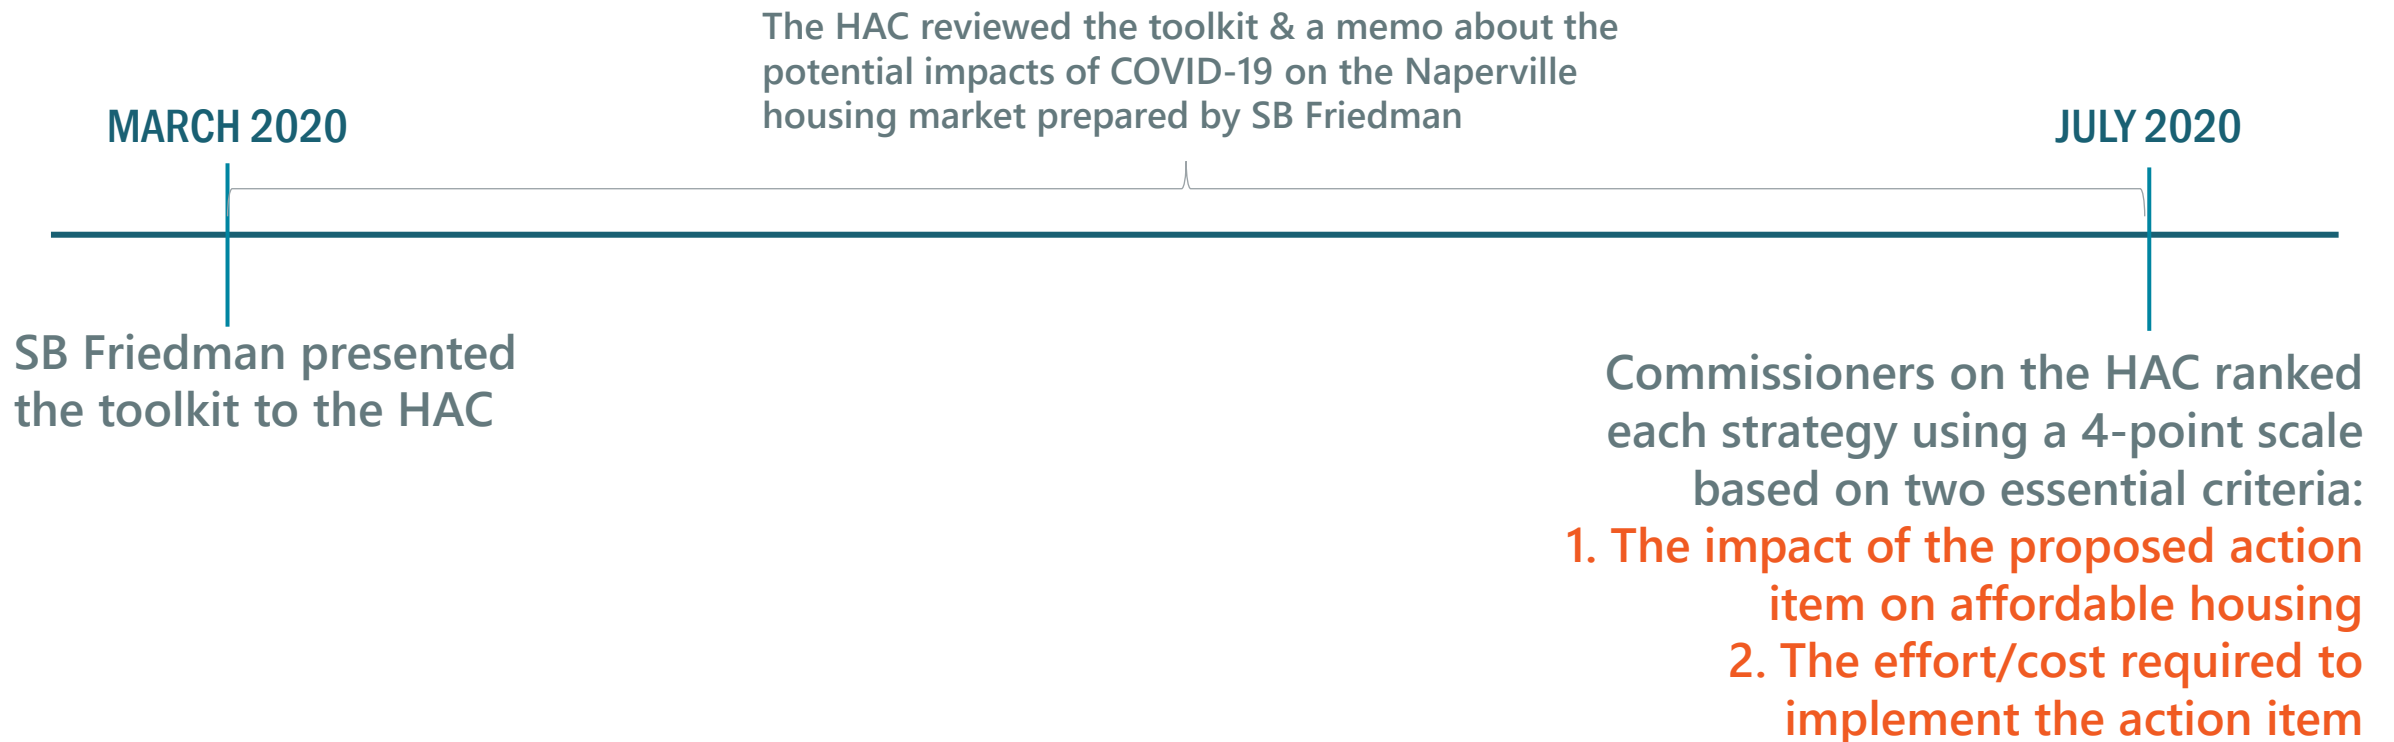 The HAC reviewed the toolkit & a memo about the
potential impacts of COVID-19 on the Naperville
housing market prepared by SB Friedman
MARCH 2020
JULY 2020
SB Friedman presented
the toolkit to the HAC
Commissioners on the HAC ranked
each strategy using a 4-point scale
based on two essential criteria:
1. The impact of the proposed action
item on affordable housing
2. The effort/cost required to
implement the action item